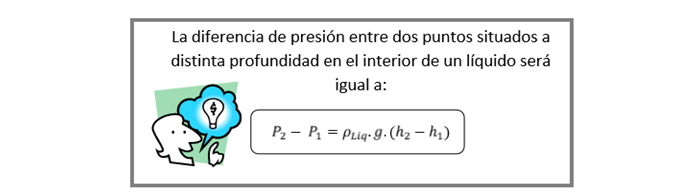 La diferencia de presión entre dos puntos situados a
distinta profundidad en el interior de un líquido será
igual a:
P₂ − P₁ = ρ_Líq. g. (h₂ − h₁)